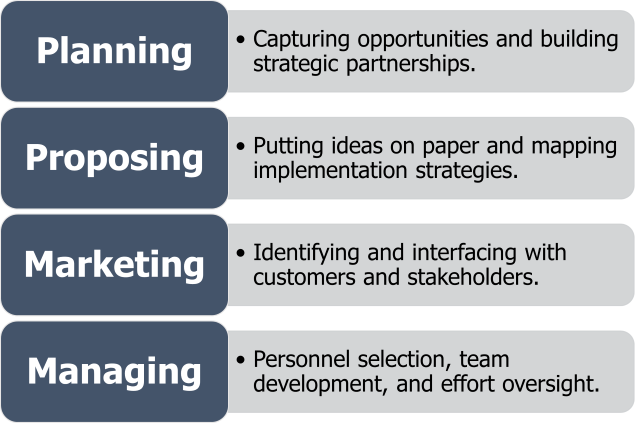 Planning
• Capturing opportunities and building
strategic partnerships.
Proposing
• Putting ideas on paper and mapping
implementation strategies.
Marketing
• Identifying and interfacing with
customers and stakeholders.
Managing
• Personnel selection, team
development, and effort oversight.